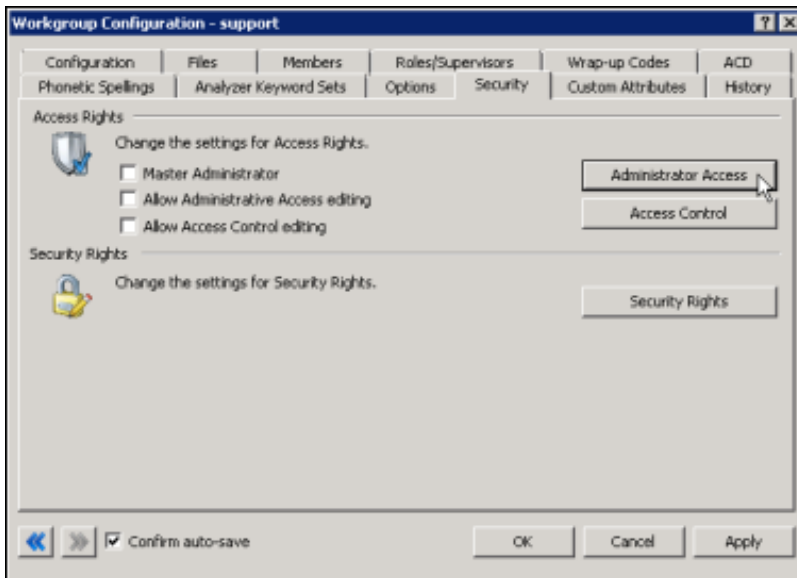 Workgroup Configuration - support
Configuration Files Members Roles/Supervisors Wrap-up Codes ACD
Phonetic Spellings Analyzer Keyword Sets Options Security Custom Attributes History
Access Rights
Change the settings for Access Rights.
Master Administrator
Administrator Access
Allow Administrative Access editing
Access Control
Allow Access Control editing
Security Rights
Change the settings for Security Rights.
Security Rights
Confirm auto-save OK Cancel Apply